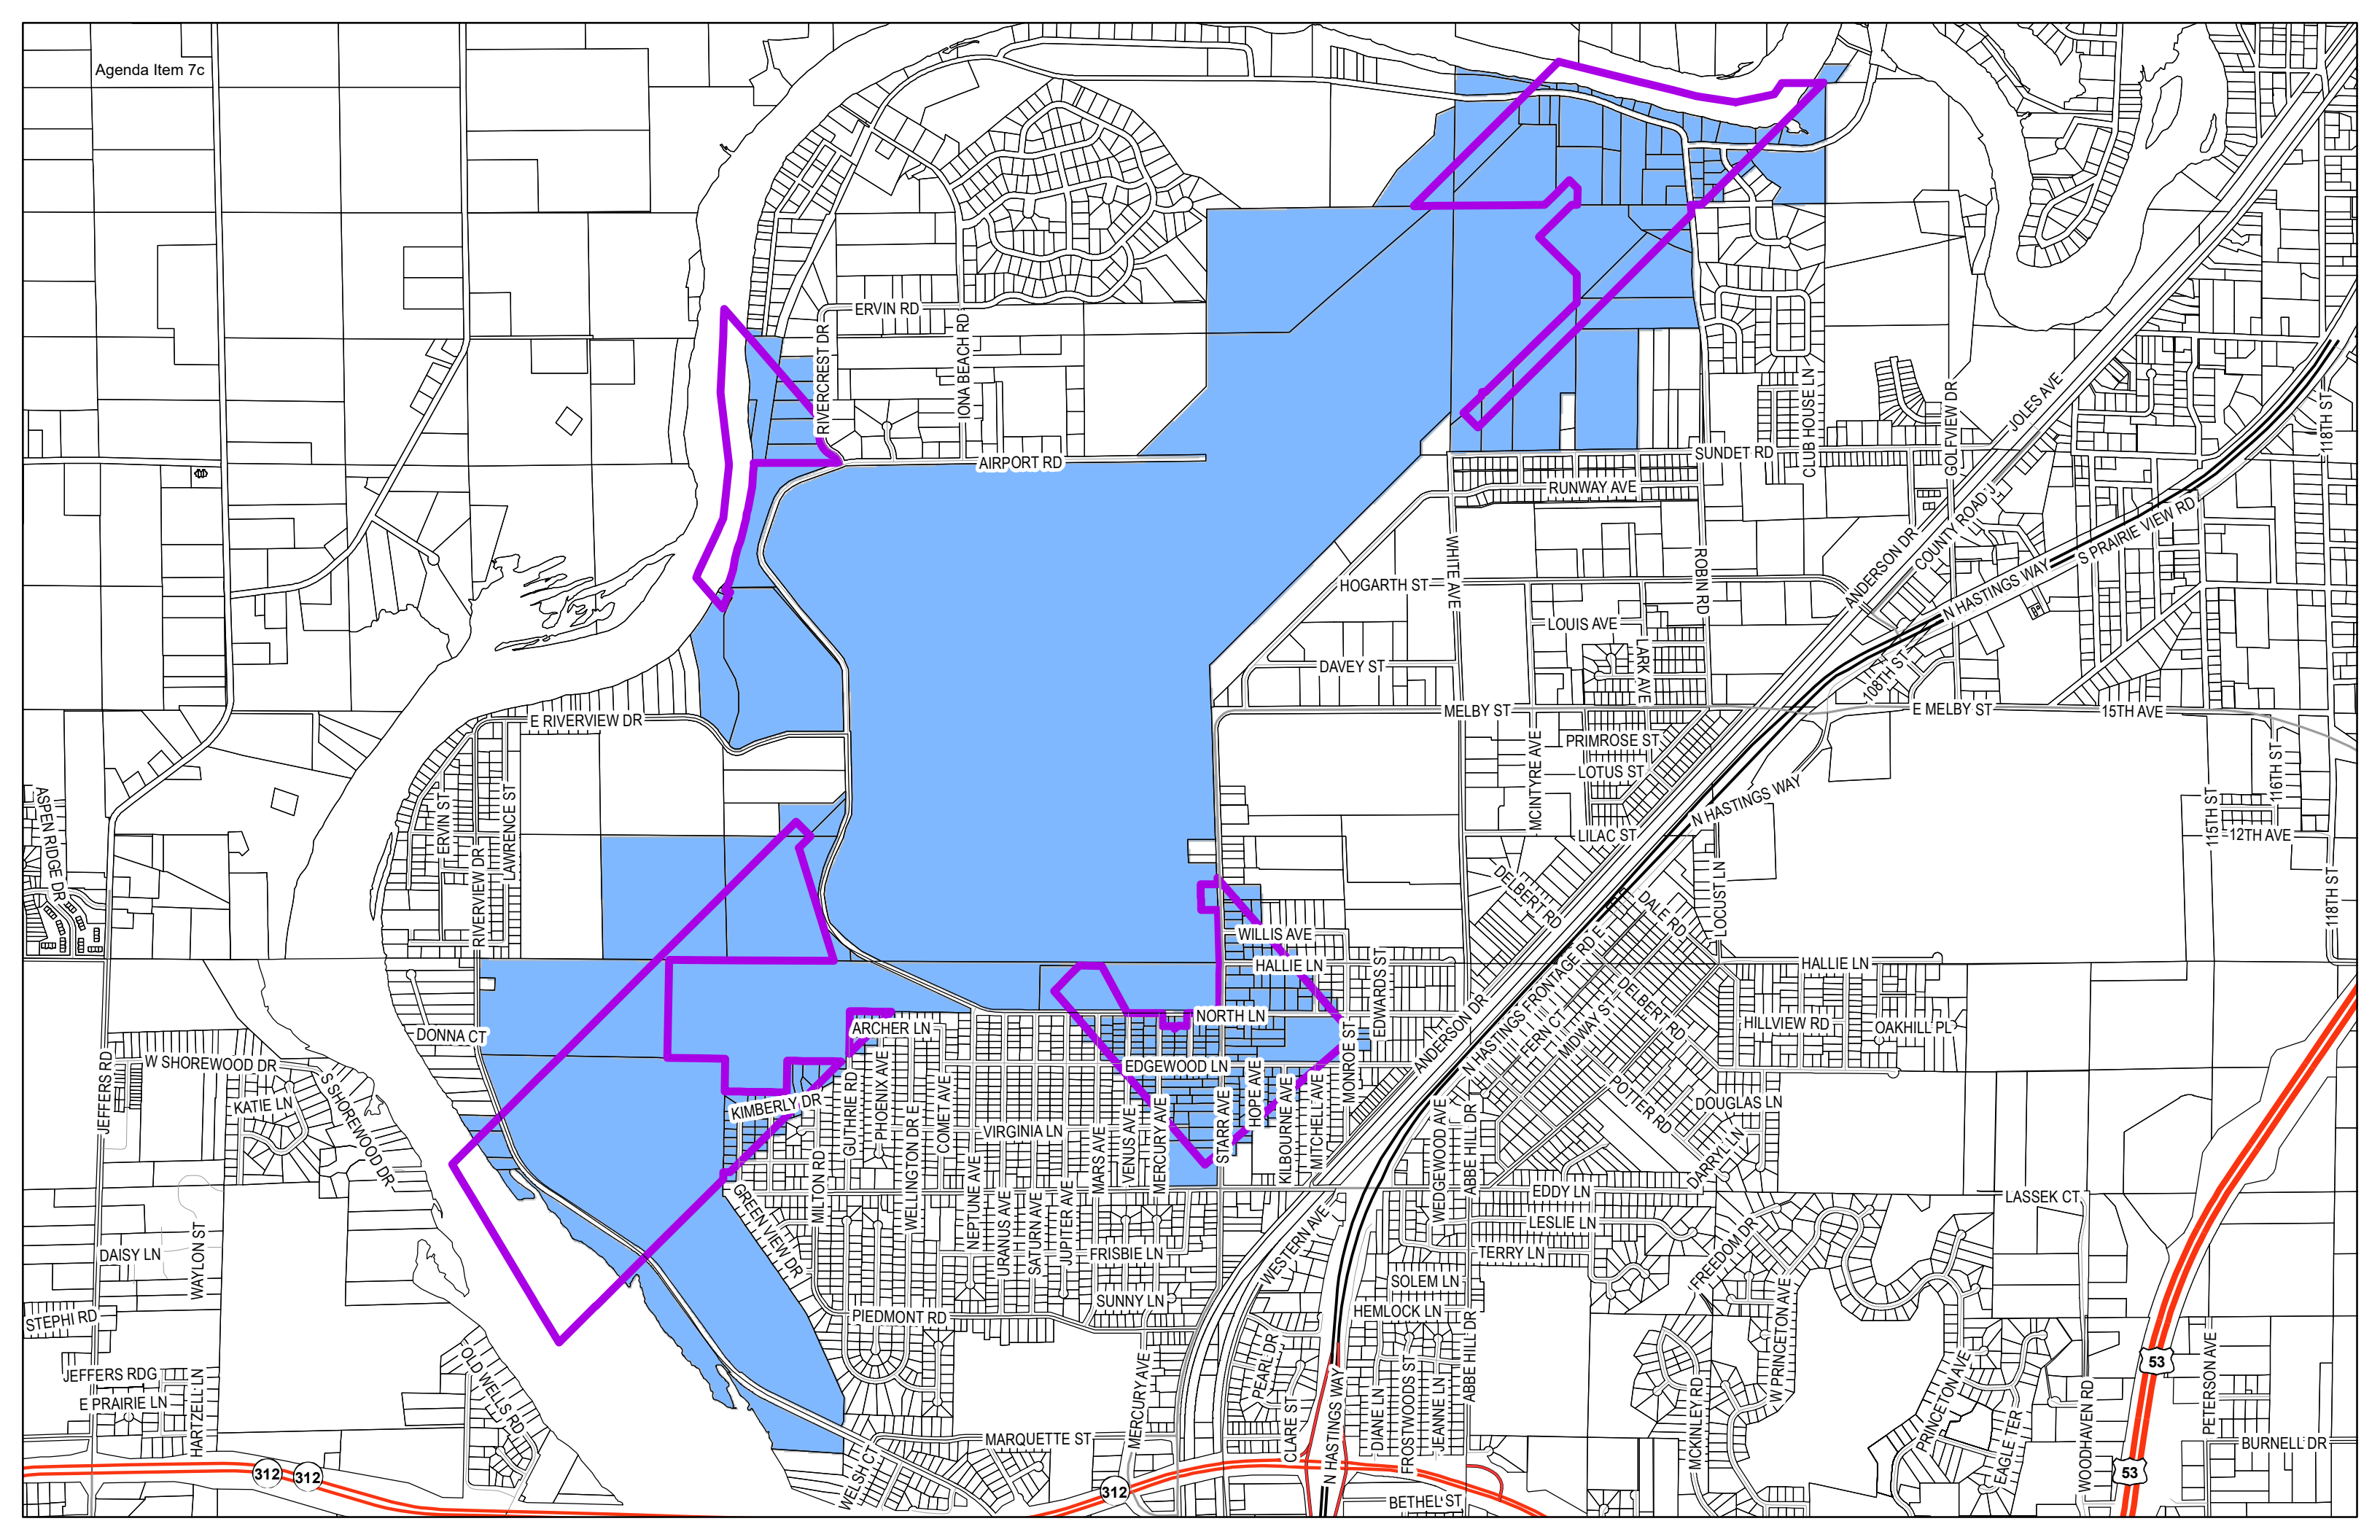 Agenda Item 7c
ERVIN RD
RIVERCREST DR
IONA BEACH RD
AIRPORT RD
CLUB HOUSE LN
GOLFVIEW DR
JOLES AVE
118TH ST
SUNDET RD
RUNWAY AVE
COUNTY ROAD J
S PRAIRIE VIEW RD
WHITE AVE
ROBIN RD
ANDERSON DR
N HASTINGS WAY
HOGARTH ST
LOUIS AVE
LARK AVE
DAVEY ST
108TH ST
E RIVERVIEW DR
MELBY ST
E MELBY ST
15TH AVE
MCINTYRE AVE
PRIMROSE ST
LOTUS ST
116TH ST
N HASTINGS WAY
ASPEN RIDGE DR
ERVIN ST
LAWRENCE ST
LILAC ST
115TH ST
12TH AVE
RIVERVIEW DR
DELBERT RD
DALE RD
LOCUST LN
118TH ST
WILLIS AVE
N HASTINGS FRONTAGE RD E
HALLIE LN
EDWARDS ST
HALLIE LN
DELBERT RD
NORTH LN
ARCHER LN
DONNA CT
ANDERSON DR
FERN CT
MIDWAY ST
HILLVIEW RD
OAKHILL PL
JEFFERS RD
W SHOREWOOD DR
S SHOREWOOD DR
KATIE LN
EDGEWOOD LN
KIMBERLY DR
GUTHRIE RD
PHOENIX AVE
WELLINGTON DR E
COMET AVE
VIRGINIA LN
MARS AVE
VENUS AVE
MERCURY AVE
STARR AVE
HOPE AVE
KILBOURNE AVE
MITCHELL AVE
MONROE ST
WEDGEWOOD AVE
ABBE HILL DR
POTTER RD
DOUGLAS LN
DARRYL LN
MILTON RD
GREEN VIEW DR
NEPTUNE AVE
URANUS AVE
SATURN AVE
JUPITER AVE
EDDY LN
LASSEK CT
LESLIE LN
TERRY LN
FREEDOM DR
WESTERN AVE
FRISBIE LN
DAISY LN
WAYLON ST
SOLEM LN
SUNNY LN
HEMLOCK LN
PIEDMONT RD
STEPHI RD
W PRINCETON AVE
53
JEFFERS RDG
E PRAIRIE LN
HARTZELL LN
OLD WELLS RD
MERCURY AVE
PEARL DR
CLARE ST
N HASTINGS WAY
DIANE LN
FROSTWOODS ST
JEANNE LN
ABBE HILL DR
MCKINLEY RD
PRINCETON AVE
EAGLE TER
WOODHAVEN RD
PETERSON AVE
BURNELL DR
MARQUETTE ST
WELSH CT
312
312
312
53
BETHEL ST